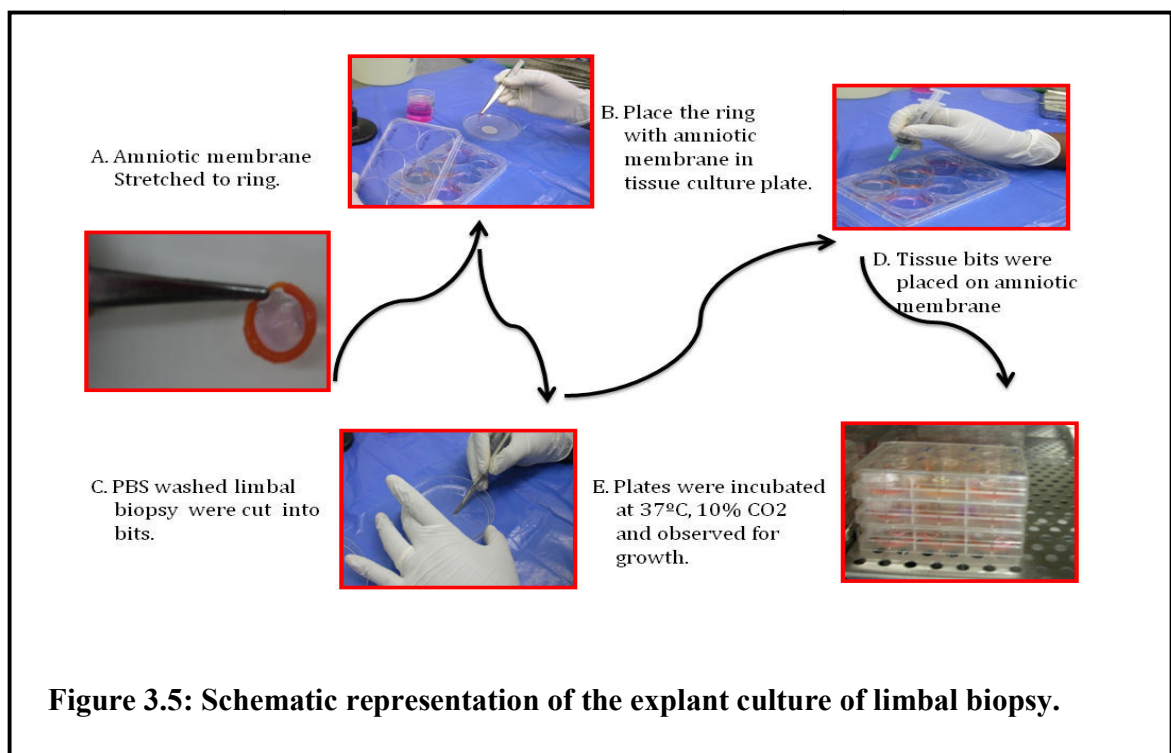 A. Amniotic membrane
Stretched to ring.
B. Place the ring
with amniotic
membrane in
tissue culture plate.
C. PBS washed limbal
biopsy were cut into
bits.
D. Tissue bits were
placed on amniotic
membrane
E. Plates were incubated
at 37ºC, 10% CO2
and observed for
growth.
Figure 3.5: Schematic representation of the explant culture of limbal biopsy.